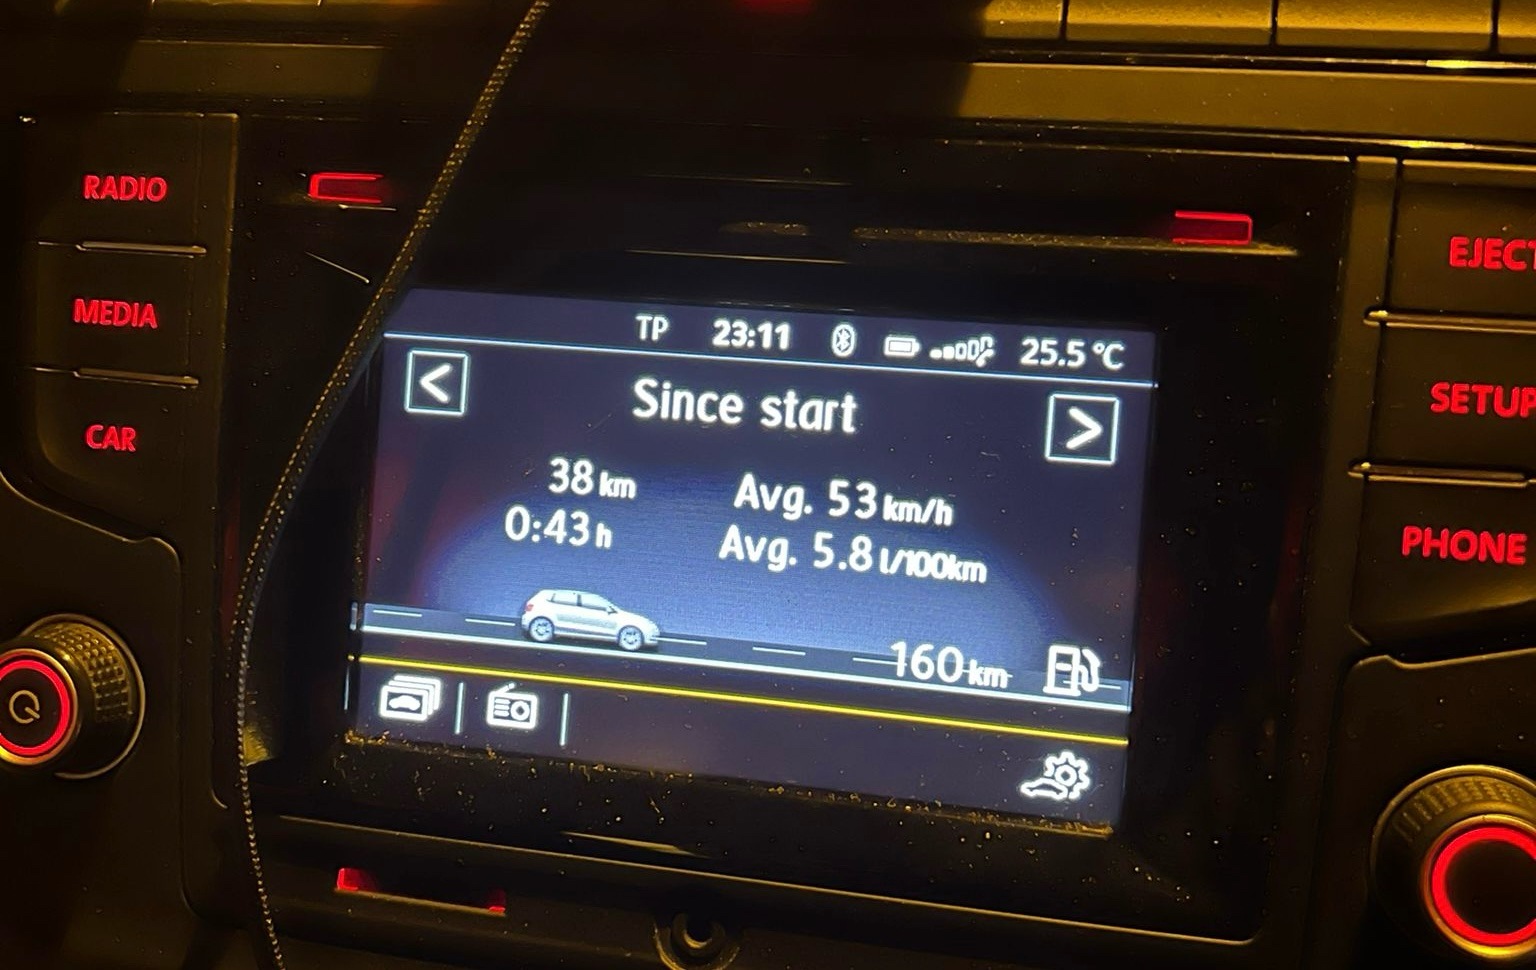 RADIO
MEDIA
CAR
TP 23:11 25.5 °C
<
Since start
>
38 km
0:43 h
Avg. 53 km/h
Avg. 5.8 l/100km
160 km
EJECT
SETUP
PHONE